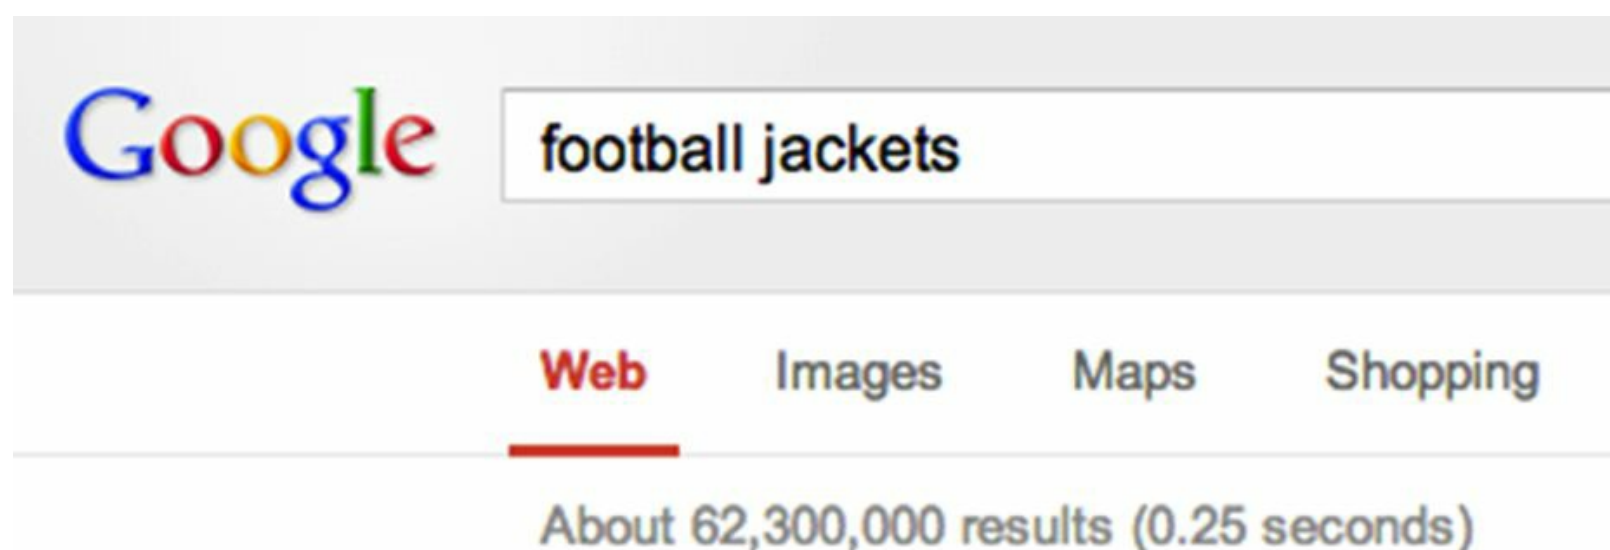 Google football jackets
Web Images Maps Shopping
About 62,300,000 results (0.25 seconds)